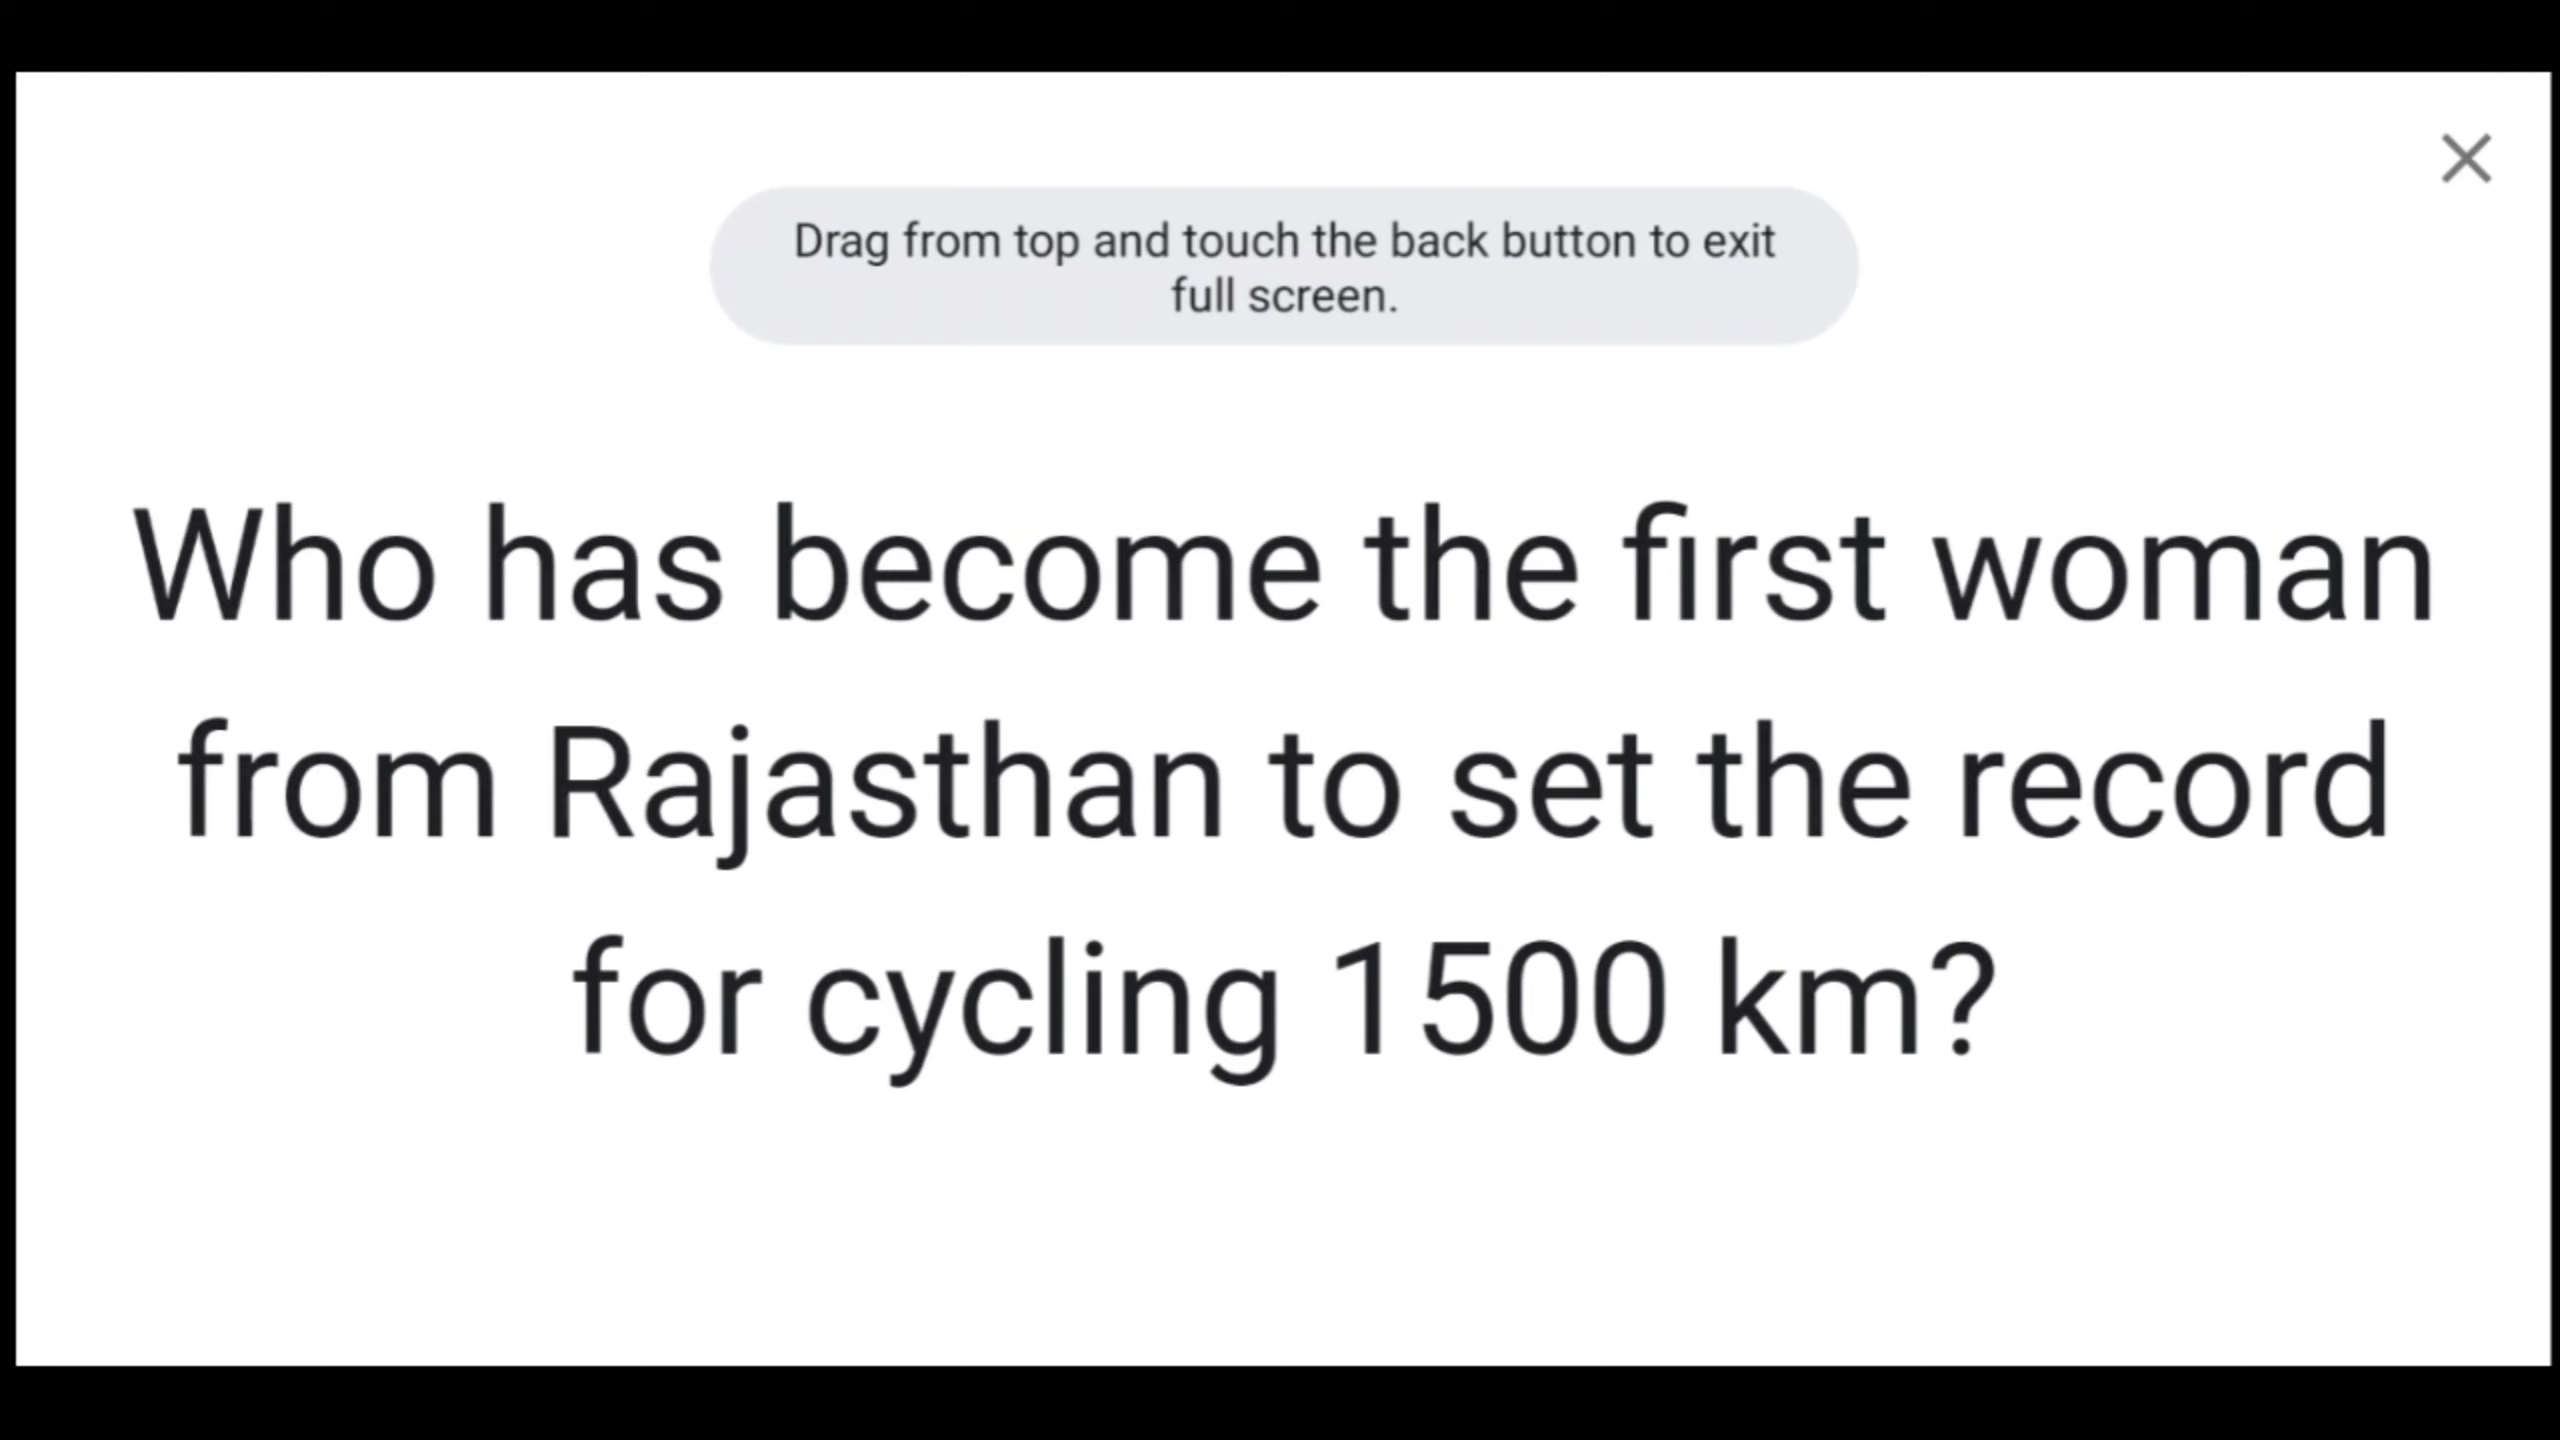 Drag from top and touch the back button to exit
full screen.
Who has become the first woman
from Rajasthan to set the record
for cycling 1500 km?